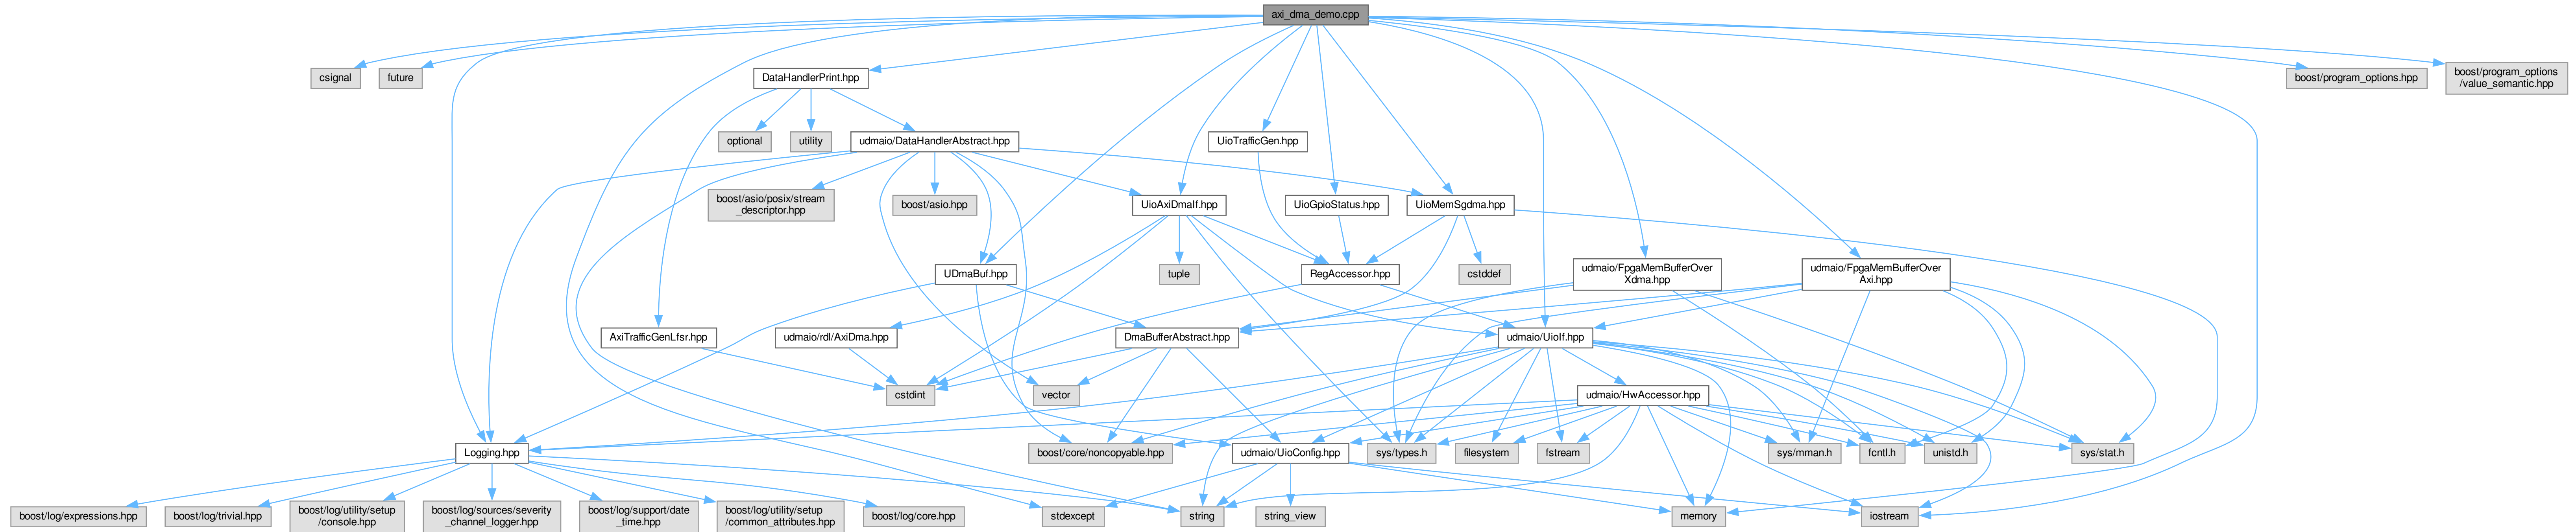 axi_dma_demo.cpp
csignal
future
DataHandlerPrint.hpp
boost/program_options.hpp
boost/program_options
/value_semantic.hpp
optional
utility
udmaio/DataHandlerAbstract.hpp
UioTrafficGen.hpp
boost/asio/posix/stream
_descriptor.hpp
boost/asio.hpp
UioAxiDmaIf.hpp
UioGpioStatus.hpp
UioMemSgdma.hpp
UDmaBuf.hpp
tuple
RegAccessor.hpp
cstddef
udmaio/FpgaMemBufferOver
Xdma.hpp
udmaio/FpgaMemBufferOver
Axi.hpp
AxiTrafficGenLfsr.hpp
udmaio/rdl/AxiDma.hpp
DmaBufferAbstract.hpp
udmaio/UioIf.hpp
cstdint
vector
udmaio/HwAccessor.hpp
Logging.hpp
boost/core/noncopyable.hpp
udmaio/UioConfig.hpp
sys/types.h
filesystem
fstream
sys/mman.h
fcntl.h
unistd.h
sys/stat.h
boost/log/expressions.hpp
boost/log/trivial.hpp
boost/log/utility/setup
/console.hpp
boost/log/sources/severity
_channel_logger.hpp
boost/log/support/date
_time.hpp
boost/log/utility/setup
/common_attributes.hpp
boost/log/core.hpp
stdexcept
string
string_view
memory
iostream